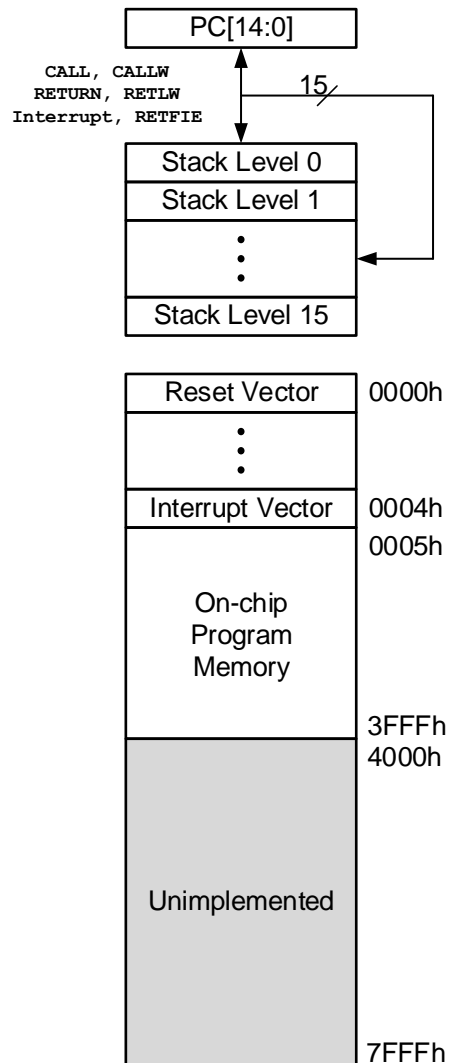 PC[14:0]
CALL, CALLW
RETURN, RETLW
Interrupt, RETFIE
15
Stack Level 0
Stack Level 1
Stack Level 15
Reset Vector
0000h
Interrupt Vector
0004h
0005h
On-chip
Program
Memory
3FFFh
4000h
Unimplemented
7FFFh